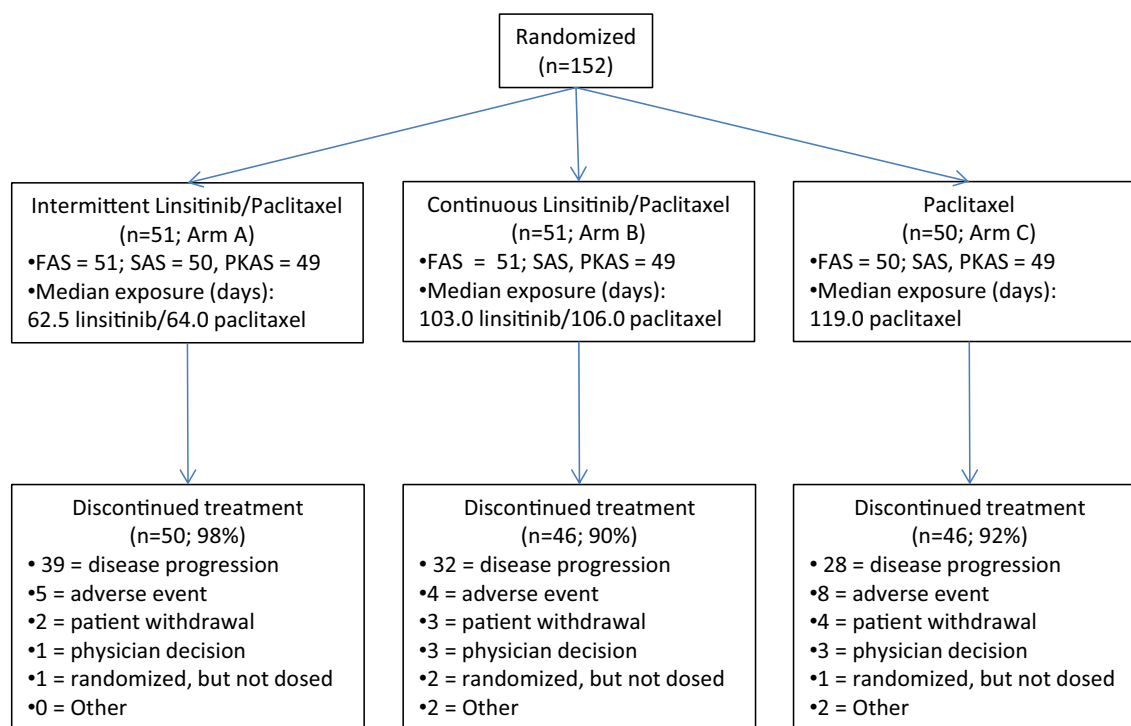 Randomized
(n=152)
Intermittent Linsitinib/Paclitaxel
(n=51; Arm A)
•FAS = 51; SAS = 50, PKAS = 49
•Median exposure (days):
62.5 linsitinib/64.0 paclitaxel
Continuous Linsitinib/Paclitaxel
(n=51; Arm B)
•FAS = 51; SAS, PKAS = 49
•Median exposure (days):
103.0 linsitinib/106.0 paclitaxel
Paclitaxel
(n=50; Arm C)
•FAS = 50; SAS, PKAS = 49
•Median exposure (days):
119.0 paclitaxel
Discontinued treatment
(n=50; 98%)
• 39 = disease progression
•5 = adverse event
•2 = patient withdrawal
•1 = physician decision
•1 = randomized, but not dosed
•0 = Other
Discontinued treatment
(n=46; 90%)
• 32 = disease progression
•4 = adverse event
•3 = patient withdrawal
•3 = physician decision
•2 = randomized, but not dosed
•2 = Other
Discontinued treatment
(n=46; 92%)
• 28 = disease progression
•8 = adverse event
•4 = patient withdrawal
•3 = physician decision
•1 = randomized, but not dosed
•2 = Other